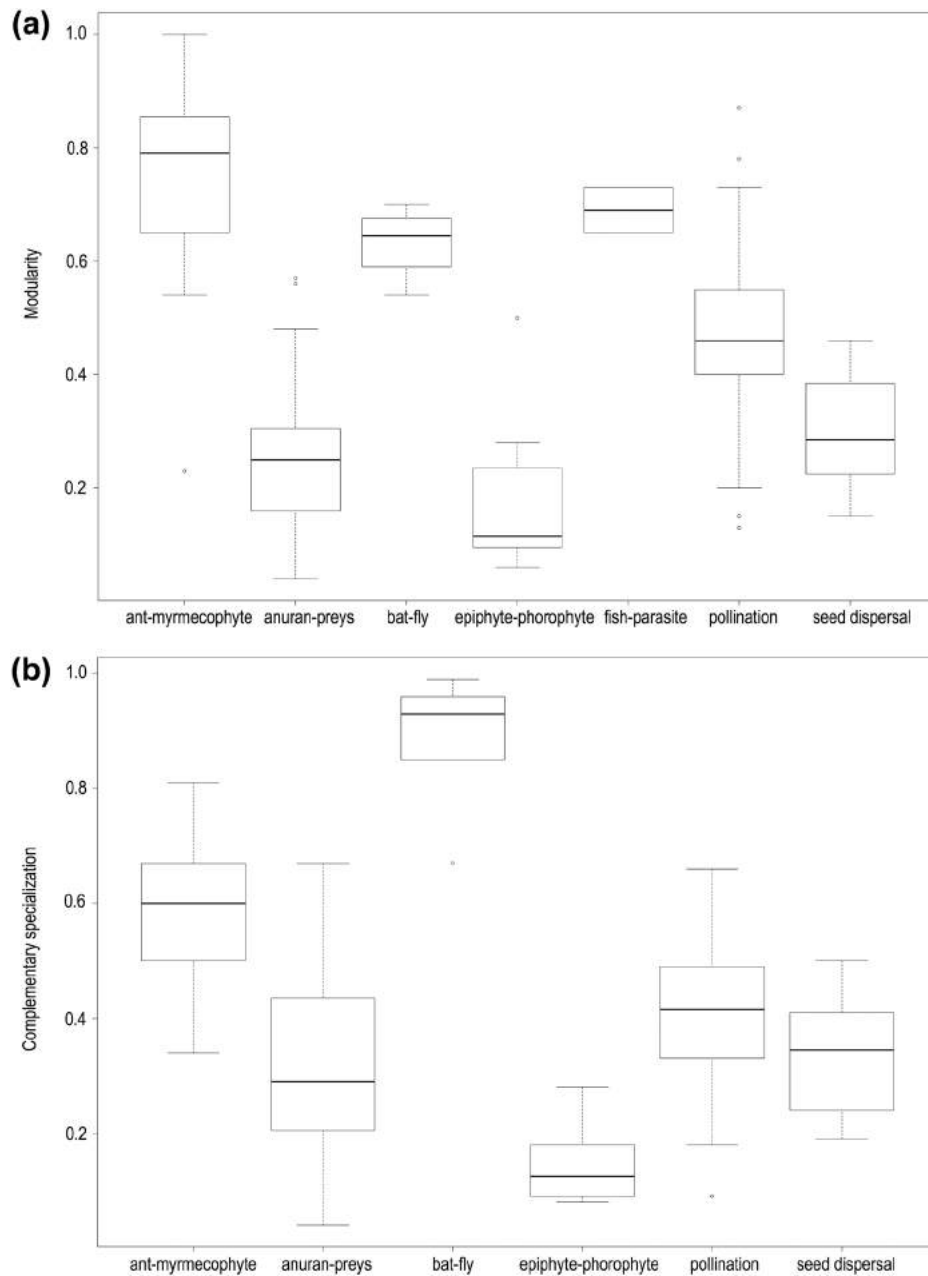 (a)
1.0
0.8
0.6
0.4
0.2
Modularity
ant-myrmecophyte anuran-preys bat-fly epiphyte-phorophyte fish-parasite pollination seed dispersal
(b)
1.0
0.8
0.6
0.4
0.2
Complementary specialization
ant-myrmecophyte anuran-preys bat-fly epiphyte-phorophyte pollination seed dispersal